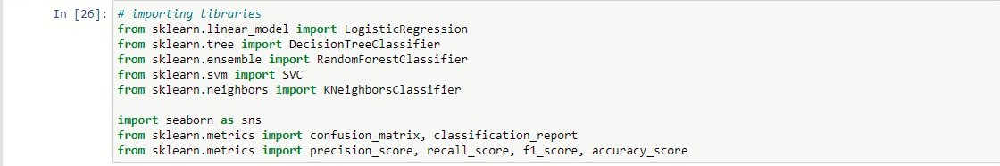 In [26]: # importing libraries
from sklearn.linear_model import LogisticRegression
from sklearn.tree import DecisionTreeClassifier
from sklearn.ensemble import RandomForestClassifier
from sklearn.svm import SVC
from sklearn.neighbors import KNeighborsClassifier

import seaborn as sns
from sklearn.metrics import confusion_matrix, classification_report
from sklearn.metrics import precision_score, recall_score, f1_score, accuracy_score